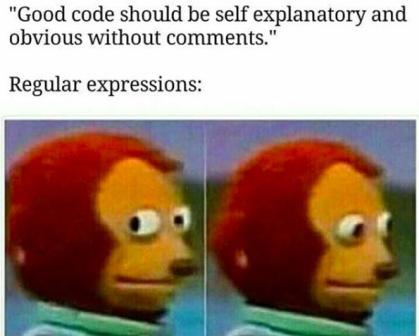 "Good code should be self explanatory and
obvious without comments."
Regular expressions: